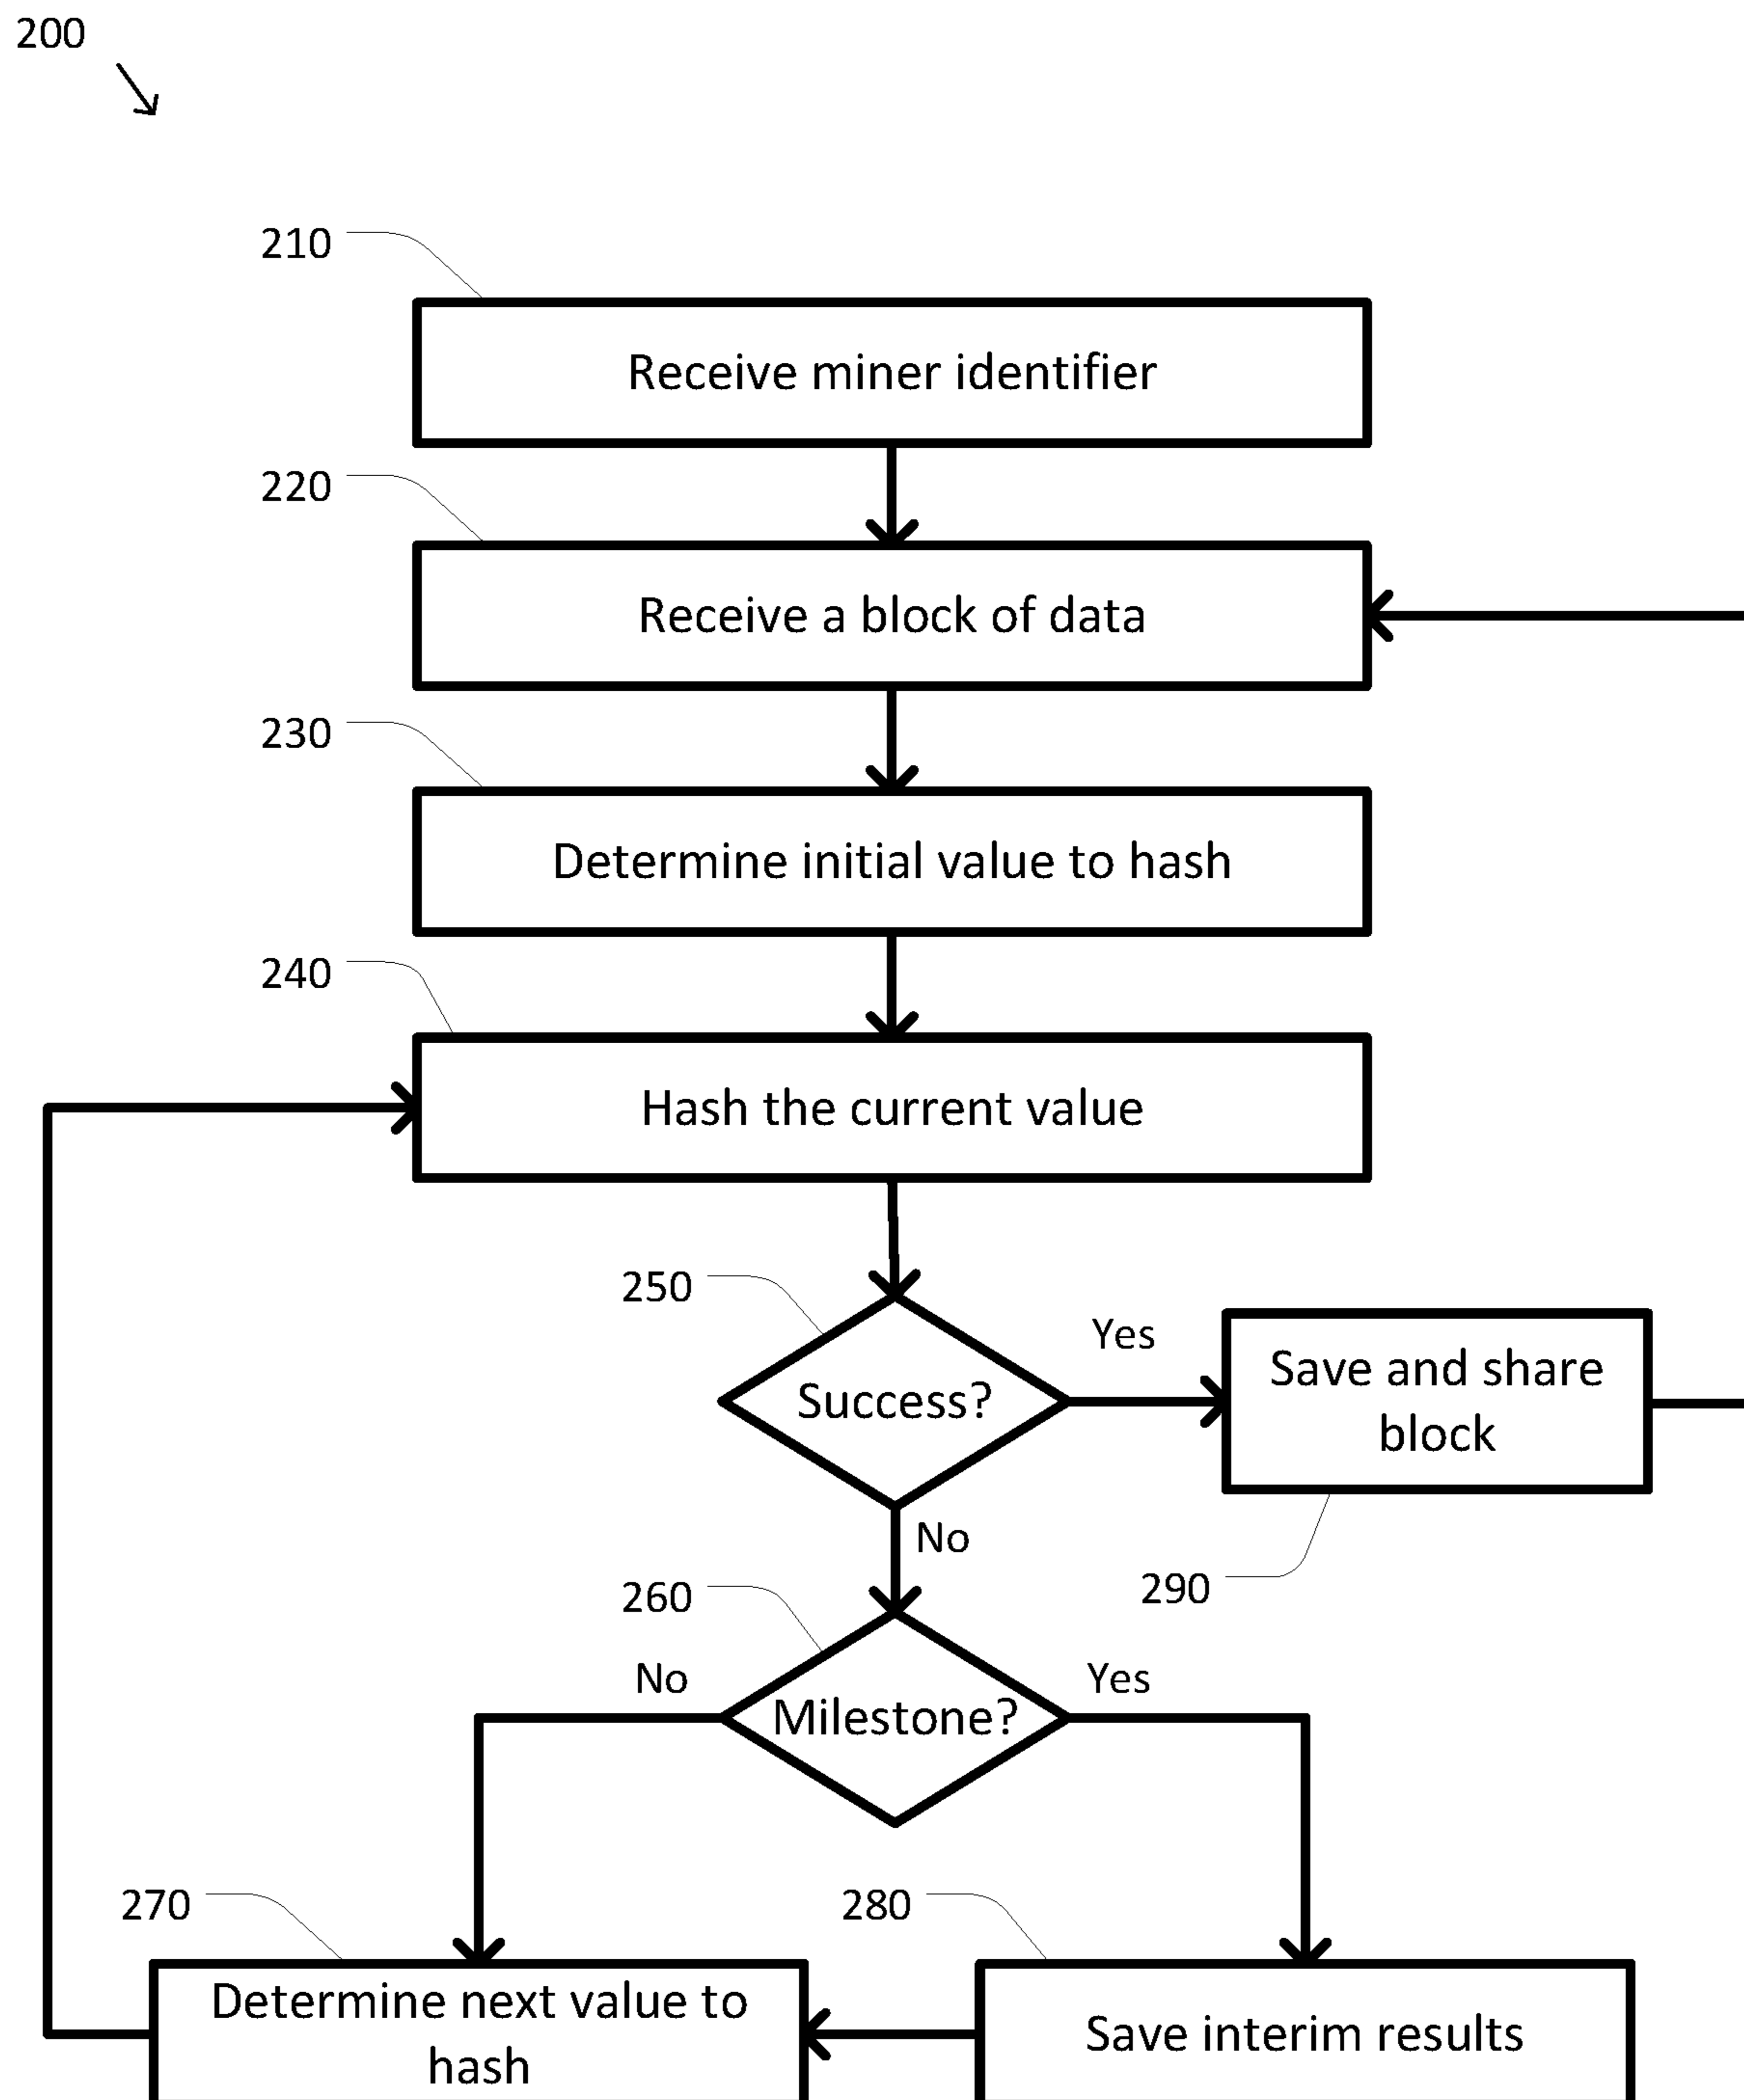 200
210
Receive miner identifier
220
Receive a block of data
230
Determine initial value to hash
240
Hash the current value
250
Success?
Yes
Save and share
block
290
No
260
Milestone?
No
Yes
270
Determine next value to
hash
280
Save interim results